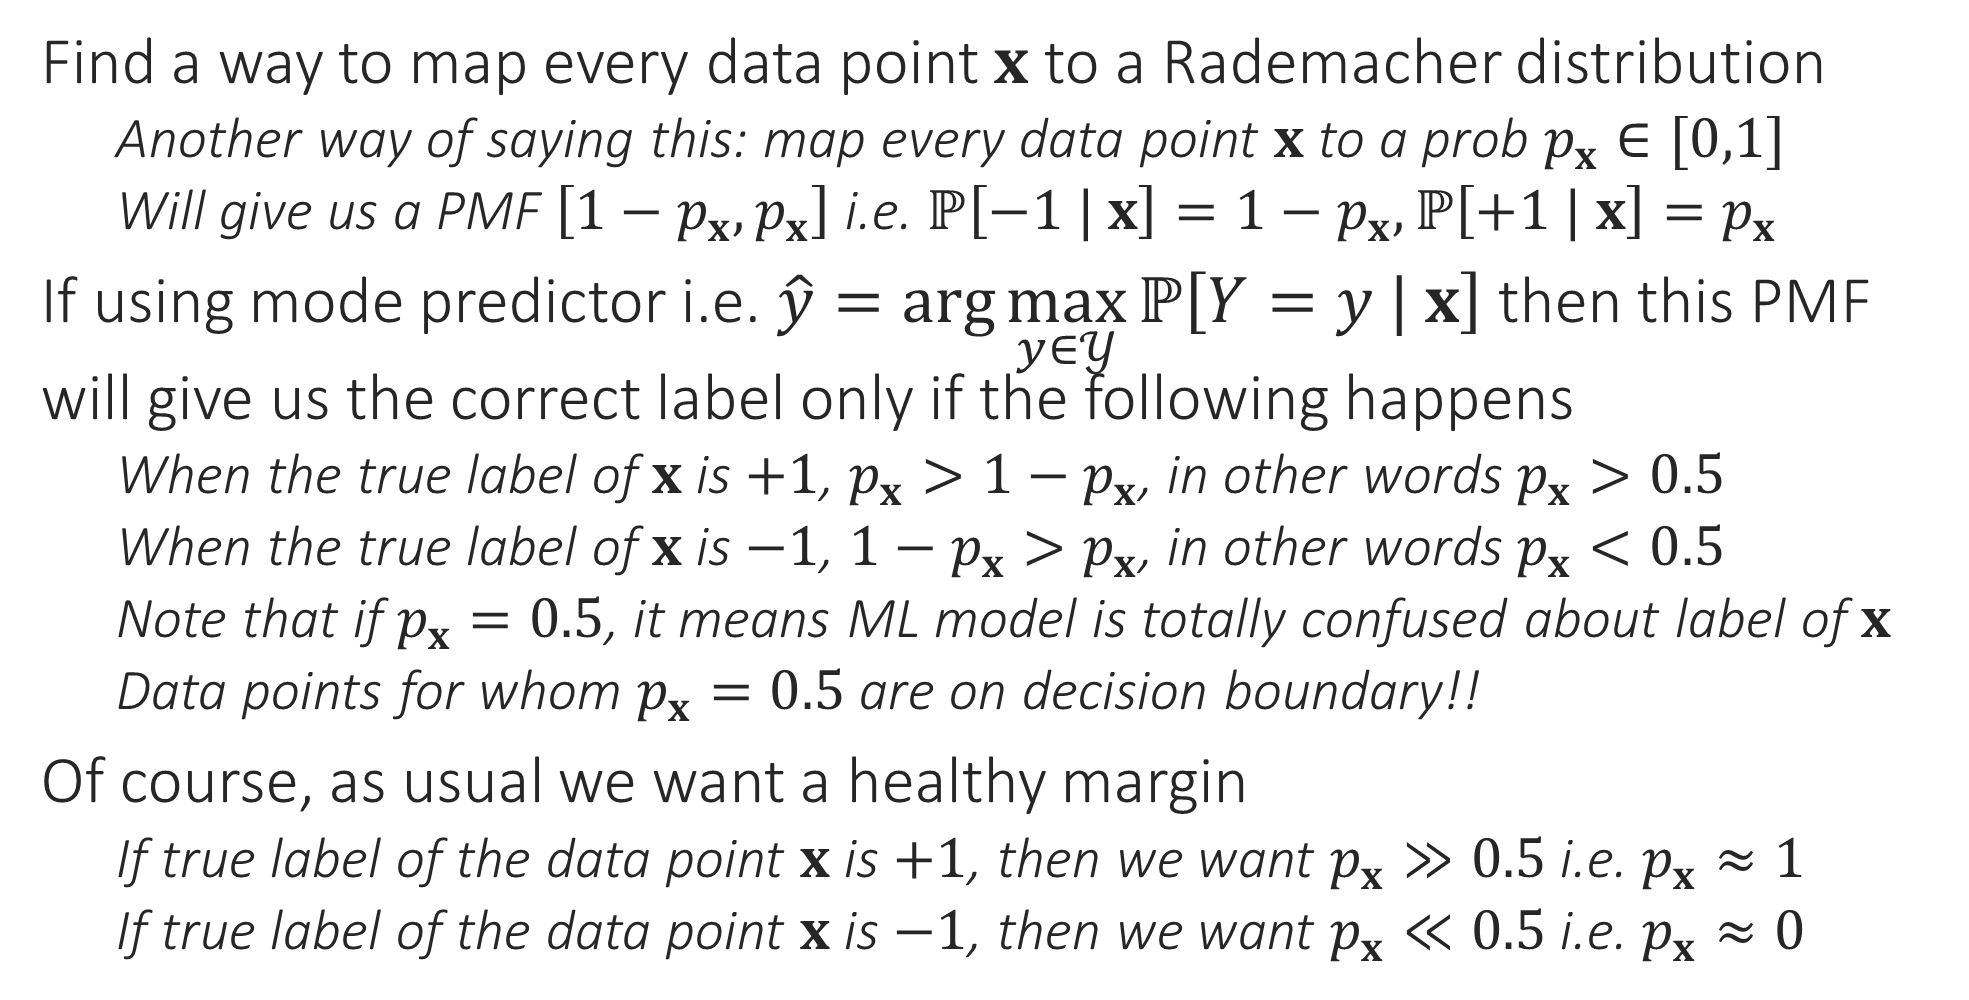 Find a way to map every data point 𝐱 to a Rademacher distribution
Another way of saying this: map every data point 𝐱 to a prob p_𝐱 ∈ [0,1]
Will give us a PMF [1 − p_𝐱, p_𝐱] i.e. ℙ[−1 | 𝐱] = 1 − p_𝐱, ℙ[+1 | 𝐱] = p_𝐱
If using mode predictor i.e. ŷ = arg max_{y∈𝒴} ℙ[Y = y | 𝐱] then this PMF
will give us the correct label only if the following happens
When the true label of 𝐱 is +1, p_𝐱 > 1 − p_𝐱, in other words p_𝐱 > 0.5
When the true label of 𝐱 is −1, 1 − p_𝐱 > p_𝐱, in other words p_𝐱 < 0.5
Note that if p_𝐱 = 0.5, it means ML model is totally confused about label of 𝐱
Data points for whom p_𝐱 = 0.5 are on decision boundary!!
Of course, as usual we want a healthy margin
If true label of the data point 𝐱 is +1, then we want p_𝐱 ≫ 0.5 i.e. p_𝐱 ≈ 1
If true label of the data point 𝐱 is −1, then we want p_𝐱 ≪ 0.5 i.e. p_𝐱 ≈ 0